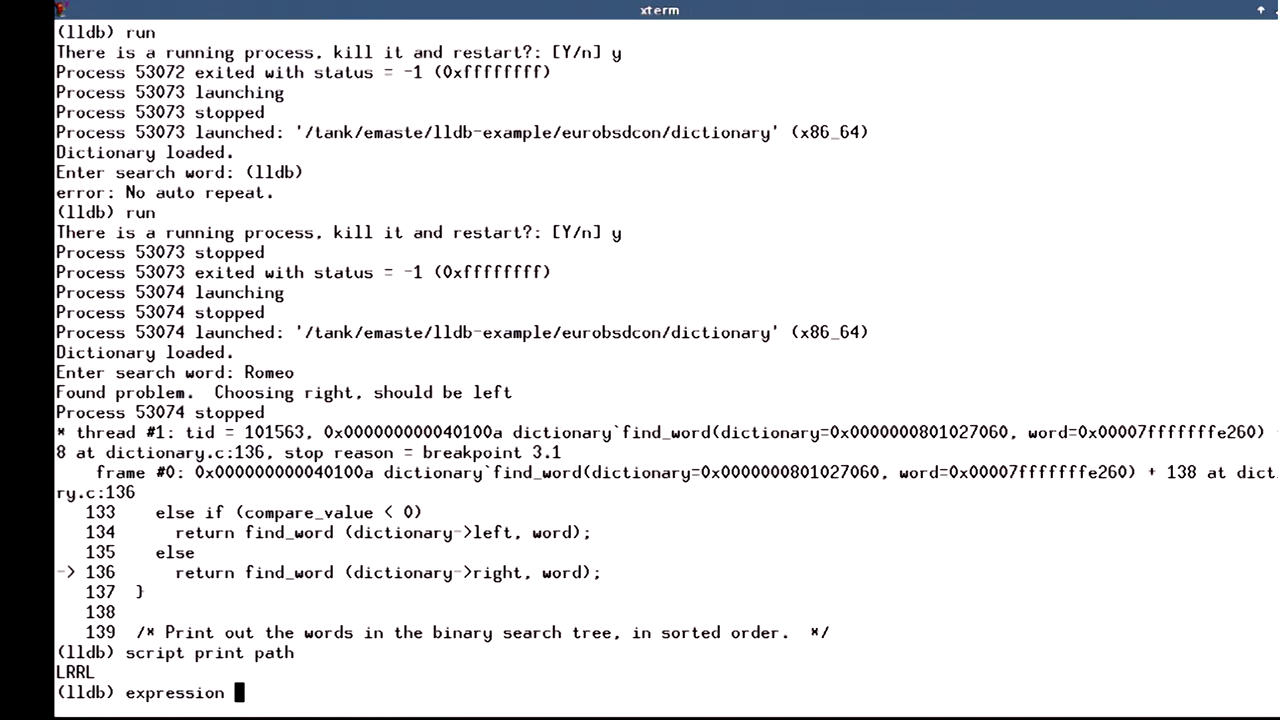 xterm
(lldb) run
There is a running process, kill it and restart?: [Y/n] y
Process 53072 exited with status = -1 (0xffffffff)
Process 53073 launching
Process 53073 stopped
Process 53073 launched: '/tank/emaste/lldb-example/eurobsdcon/dictionary' (x86_64)
Dictionary loaded.
Enter search word: (lldb)
error: No auto repeat.
(lldb) run
There is a running process, kill it and restart?: [Y/n] y
Process 53073 stopped
Process 53073 exited with status = -1 (0xffffffff)
Process 53074 launching
Process 53074 stopped
Process 53074 launched: '/tank/emaste/lldb-example/eurobsdcon/dictionary' (x86_64)
Dictionary loaded.
Enter search word: Romeo
Found problem.  Choosing right, should be left
Process 53074 stopped
* thread #1: tid = 101563, 0x000000000040100a dictionary`find_word(dictionary=0x0000000801027060, word=0x00007fffffffe260)
8 at dictionary.c:136, stop reason = breakpoint 3.1
    frame #0: 0x000000000040100a dictionary`find_word(dictionary=0x0000000801027060, word=0x00007fffffffe260) + 138 at dict
ry.c:136
   133    else if (compare_value < 0)
   134      return find_word (dictionary->left, word);
   135    else
-> 136      return find_word (dictionary->right, word);
   137  }
   138
   139  /* Print out the words in the binary search tree, in sorted order.  */
(lldb) script print path
LRRL
(lldb) expression